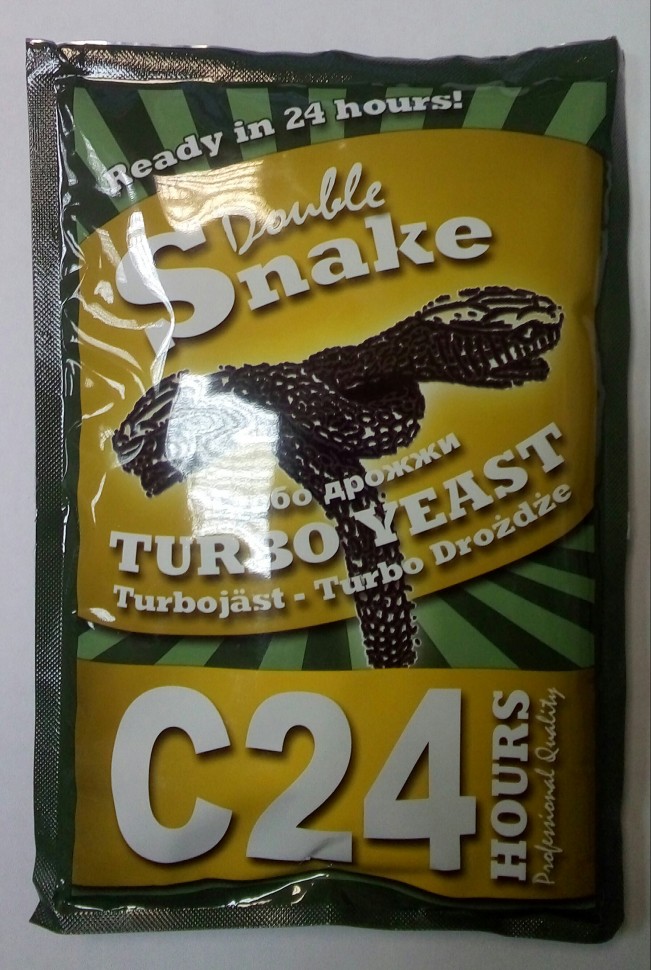 Ready in 24 hours!
Double
Snake
дрожжи
TURBO YEAST
Turbojäst - Turbo Drożdże
C24
HOURS
Professional Quality